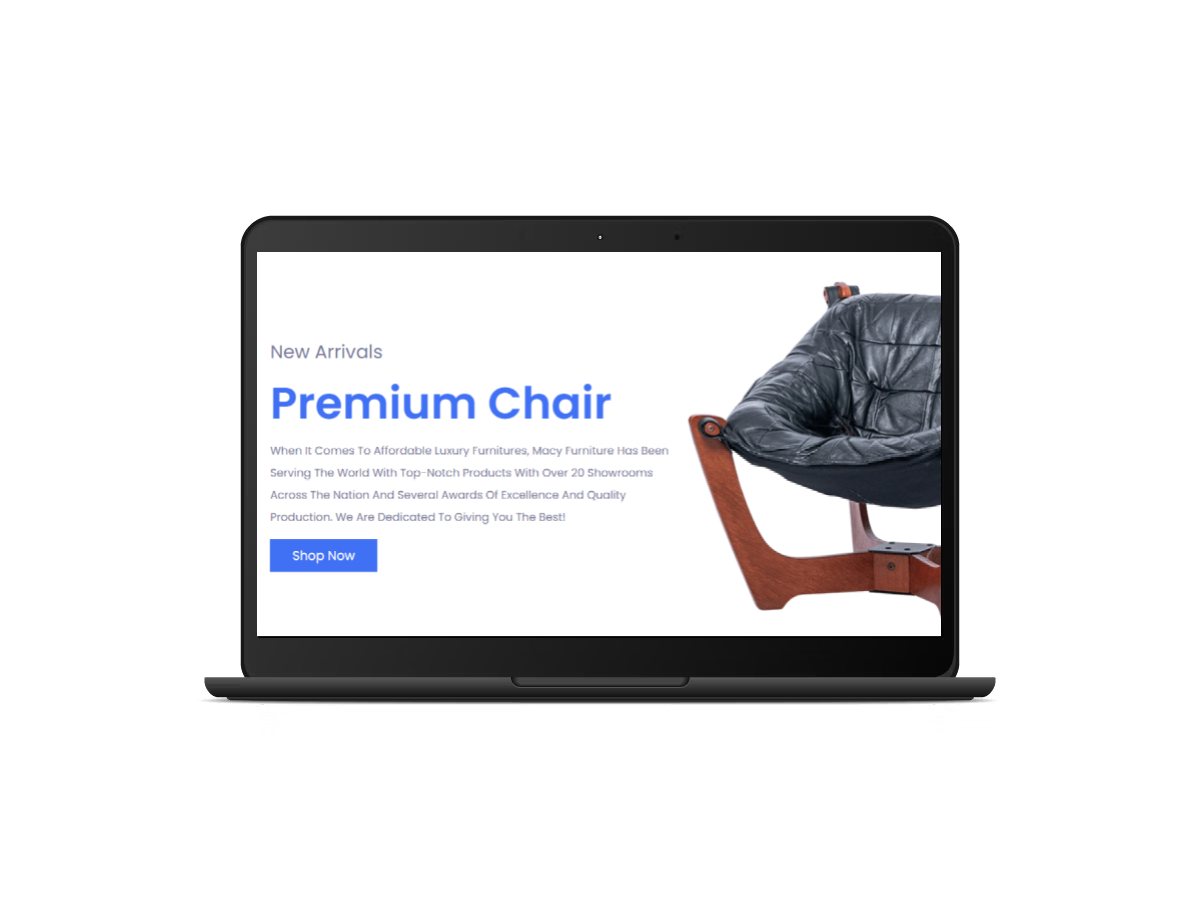 New Arrivals
Premium Chair
When It Comes To Affordable Luxury Furnitures, Macy Furniture Has Been
Serving The World With Top-Notch Products With Over 20 Showrooms
Across The Nation And Several Awards Of Excellence And Quality
Production. We Are Dedicated To Giving You The Best!
Shop Now